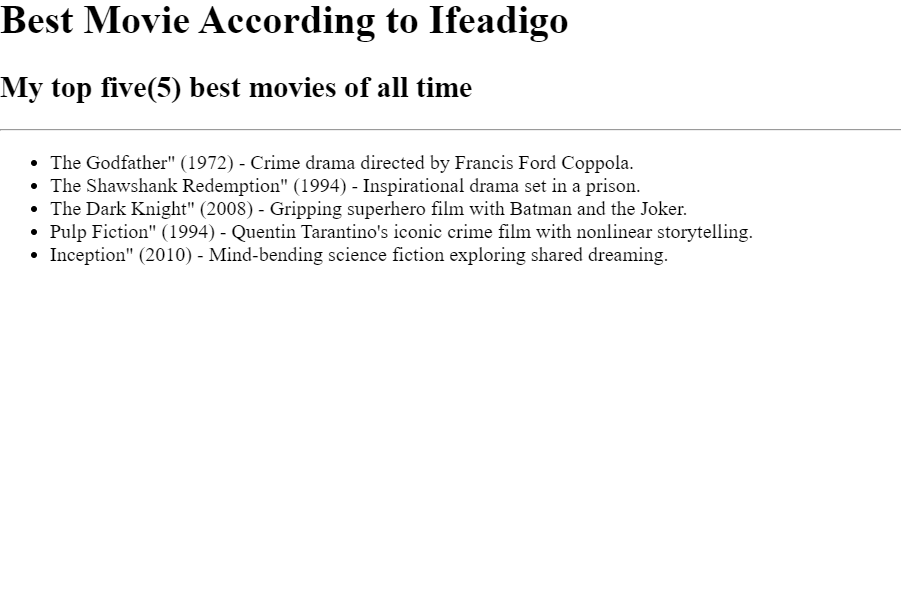 Best Movie According to Ifeadigo
My top five(5) best movies of all time
The Godfather" (1972) - Crime drama directed by Francis Ford Coppola.
The Shawshank Redemption" (1994) - Inspirational drama set in a prison.
The Dark Knight" (2008) - Gripping superhero film with Batman and the Joker.
Pulp Fiction" (1994) - Quentin Tarantino's iconic crime film with nonlinear storytelling.
Inception" (2010) - Mind-bending science fiction exploring shared dreaming.